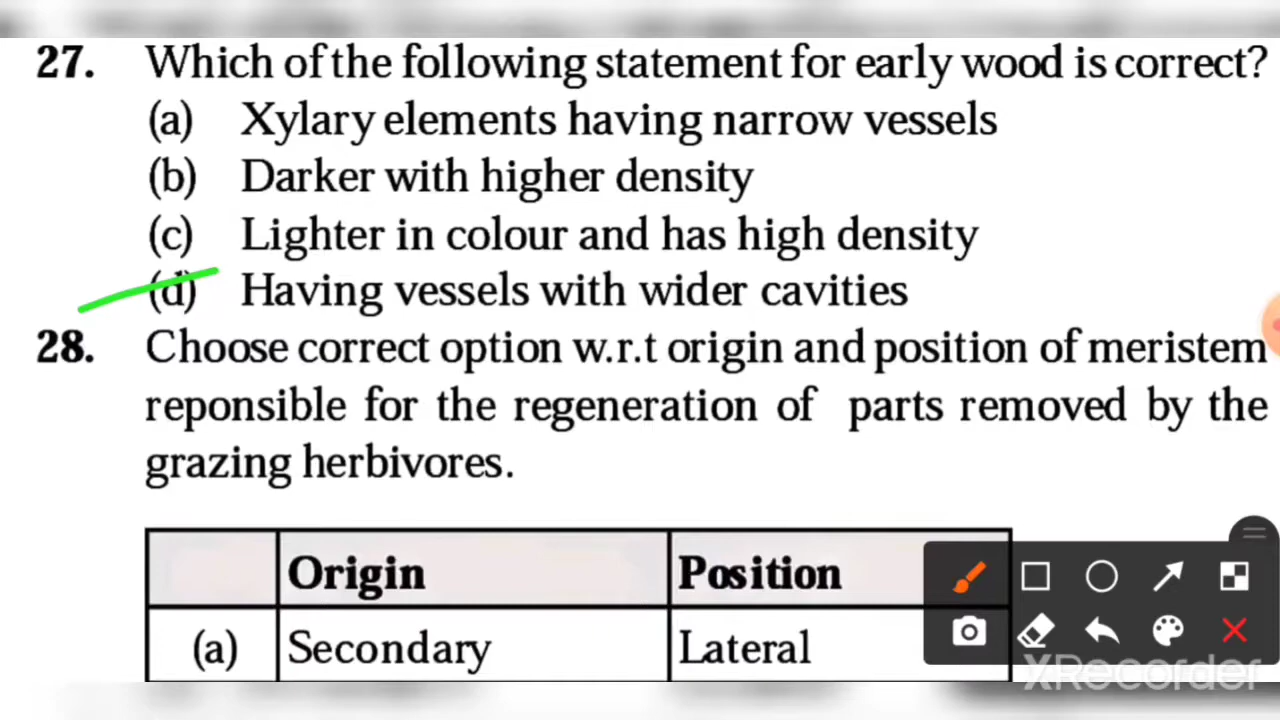 27. Which of the following statement for early wood is correct?
(a) Xylary elements having narrow vessels
(b) Darker with higher density
(c) Lighter in colour and has high density
(d) Having vessels with wider cavities
28. Choose correct option w.r.t origin and position of meristem
reponsible for the regeneration of parts removed by the
grazing herbivores.
Origin Position
(a) Secondary Lateral
XRecorder